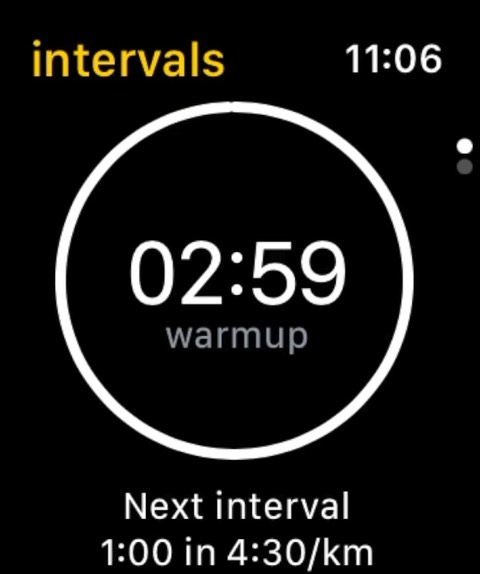 intervals 11:06
02:59
warmup
Next interval
1:00 in 4:30/km